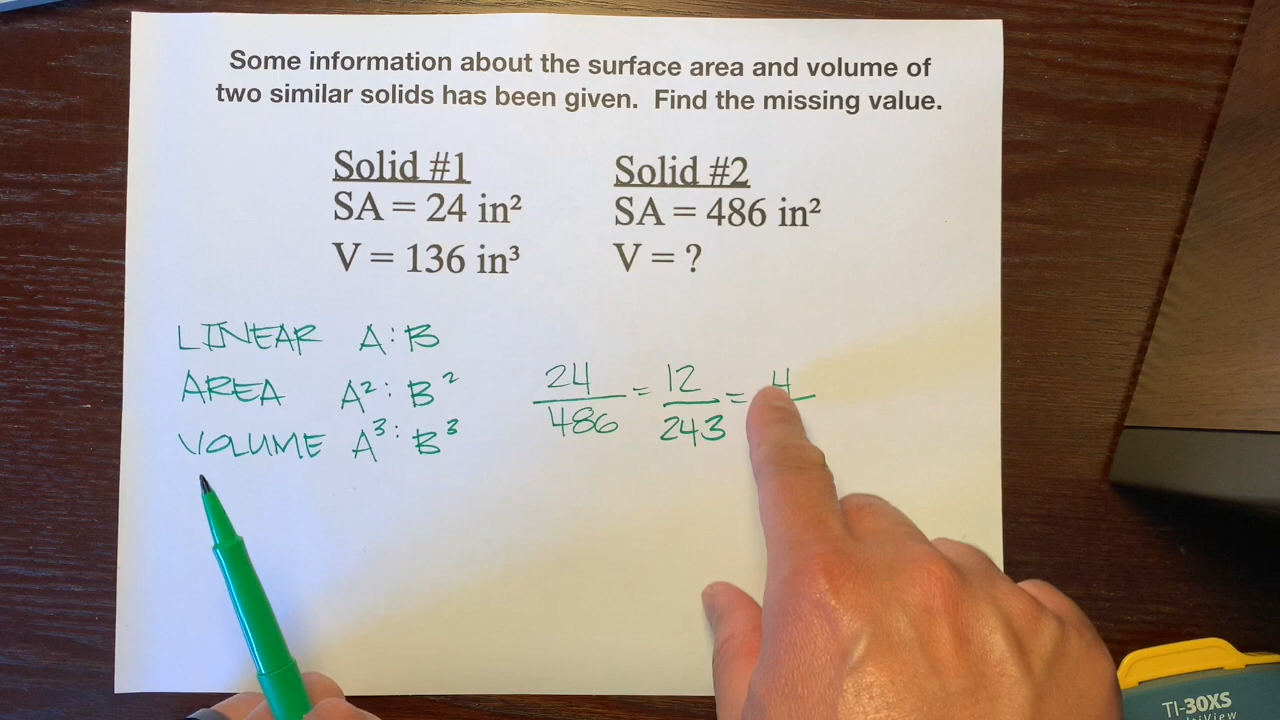 Some information about the surface area and volume of
two similar solids has been given. Find the missing value.
Solid #1
SA = 24 in²
V = 136 in³
Solid #2
SA = 486 in²
V = ?
LINEAR A:B
AREA A²:B²
VOLUME A³:B³
24/486 = 12/243 = 4
TI-30XS
MultiView